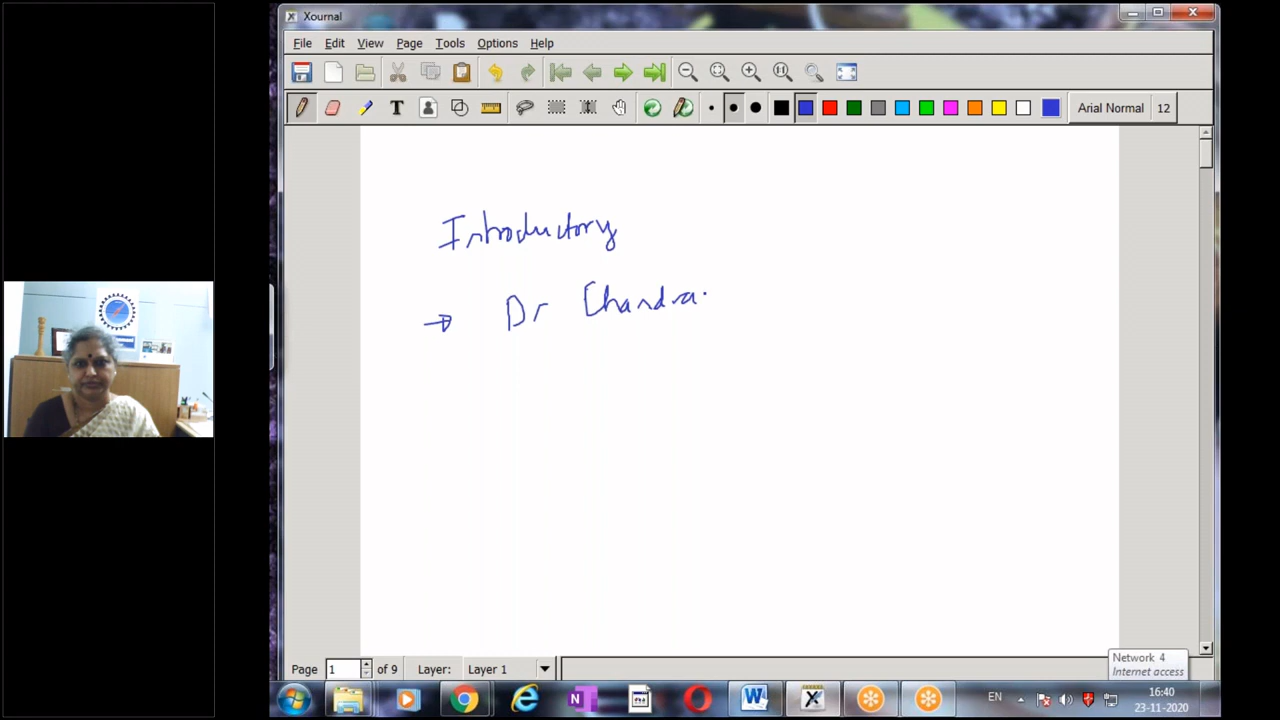 Xournal
File Edit View Page Tools Options Help
Arial Normal 12
Introductory
→ Dr Chandra.
Page 1 of 9 Layer: Layer 1
Network 4
Internet access
EN 16:40
23-11-2020